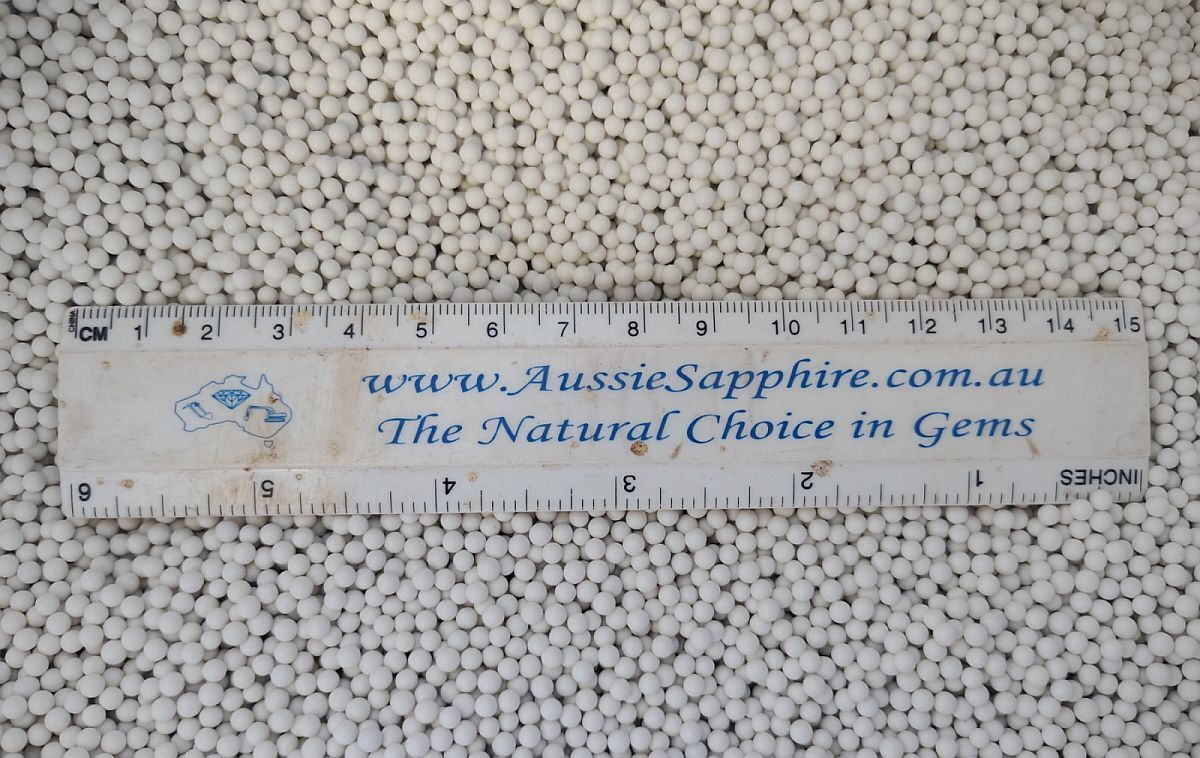 CHINA
CM 1 2 3 4 5 6 7 8 9 10 11 12 13 14 15
www.AussieSapphire.com.au
The Natural Choice in Gems
6 5 4 3 2 1 INCHES